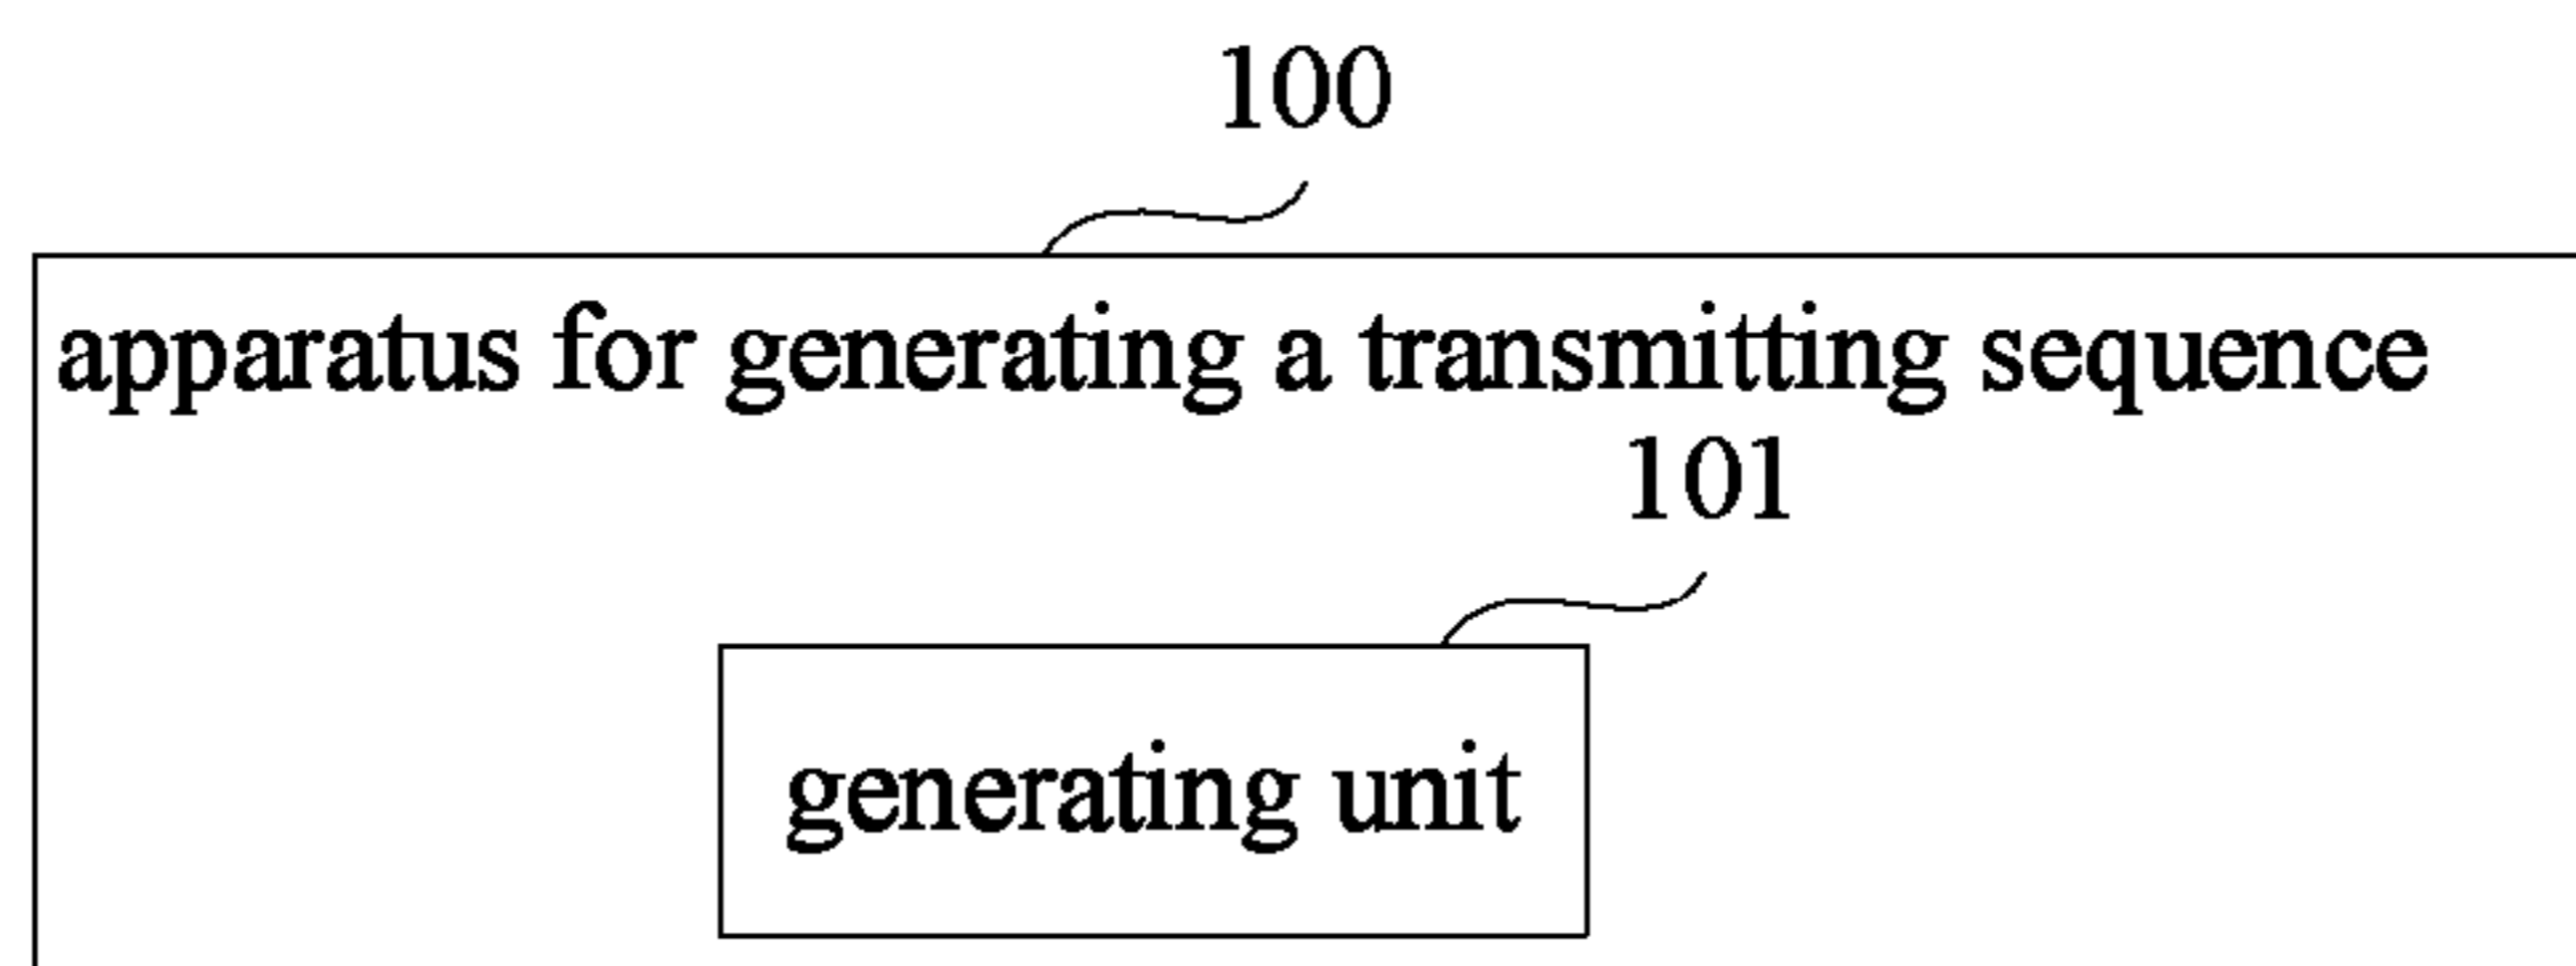 100
apparatus for generating a transmitting sequence
101
generating unit